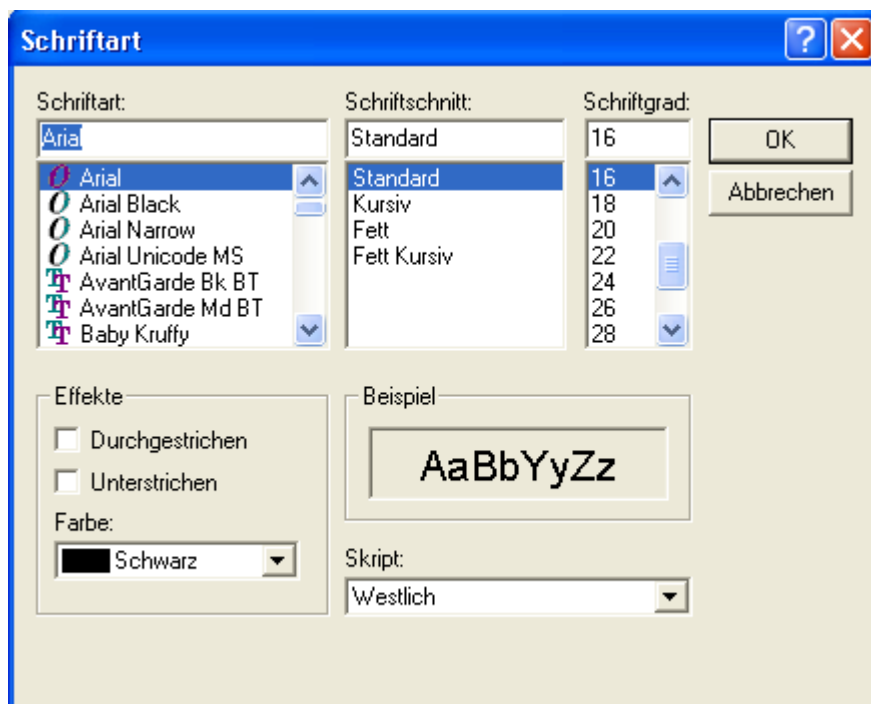 Schriftart
Schriftart:
Arial
Arial
Arial Black
Arial Narrow
Arial Unicode MS
AvantGarde Bk BT
AvantGarde Md BT
Baby Kruffy
Schriftschnitt:
Standard
Standard
Kursiv
Fett
Fett Kursiv
Schriftgrad:
16
16
18
20
22
24
26
28
OK
Abbrechen
Effekte
Durchgestrichen
Unterstrichen
Farbe:
Schwarz
Beispiel
AaBbYyZz
Skript:
Westlich